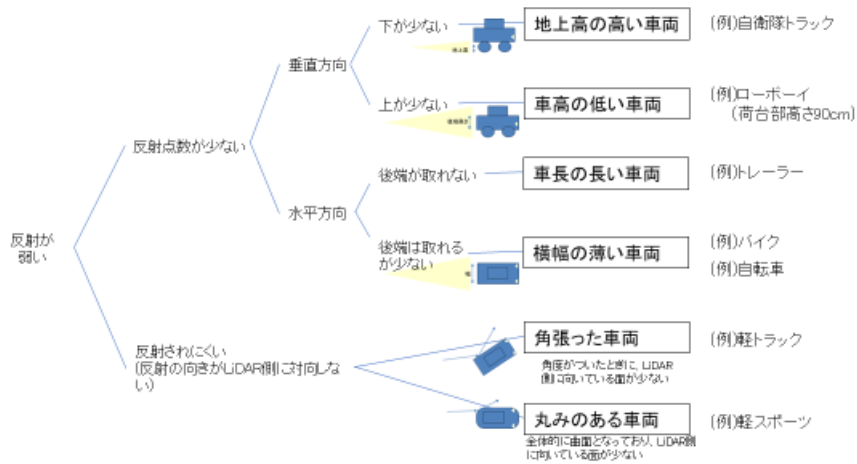 反射が
弱い
反射点数が少ない
垂直方向
下が少ない
地上高
地上高の高い車両
(例)自衛隊トラック
上が少ない
車高の低い車両
(例)ローボーイ
(荷台部高さ90cm)
水平方向
後端が取れない
車長の長い車両
(例)トレーラー
後端は取れる
が少ない
幅
横幅の薄い車両
(例)バイク
(例)自転車
反射されにくい
(反射の向きがLiDAR側に対向しな
い)
角張った車両
(例)軽トラック
角度がついたときに、LiDAR
側に向いている面が少ない
丸みのある車両
(例)軽スポーツ
全体的に曲面となっており、LiDAR側
に向いている面が少ない